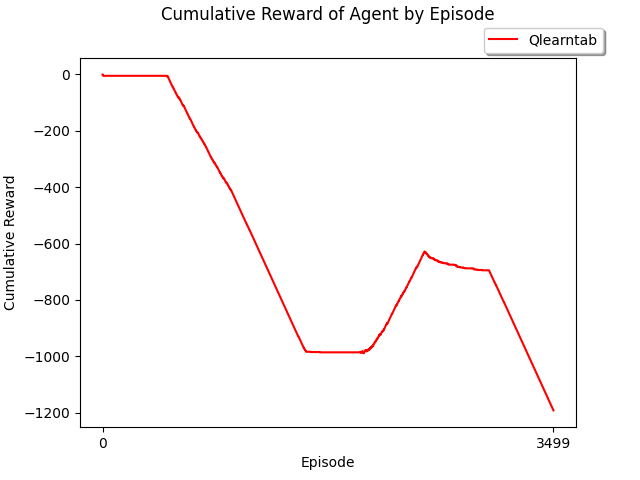 Cumulative Reward of Agent by Episode
Qlearntab
0
−200
−400
−600
−800
−1000
−1200
Cumulative Reward
0
3499
Episode